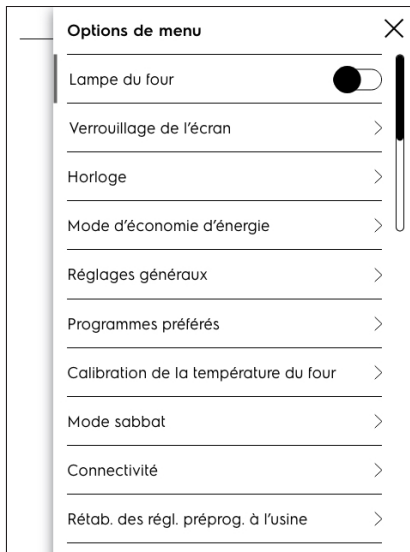 Options de menu
Lampe du four
Verrouillage de l’écran
Horloge
Mode d’économie d’énergie
Réglages généraux
Programmes préférés
Calibration de la température du four
Mode sabbat
Connectivité
Rétab. des régl. préprog. à l’usine